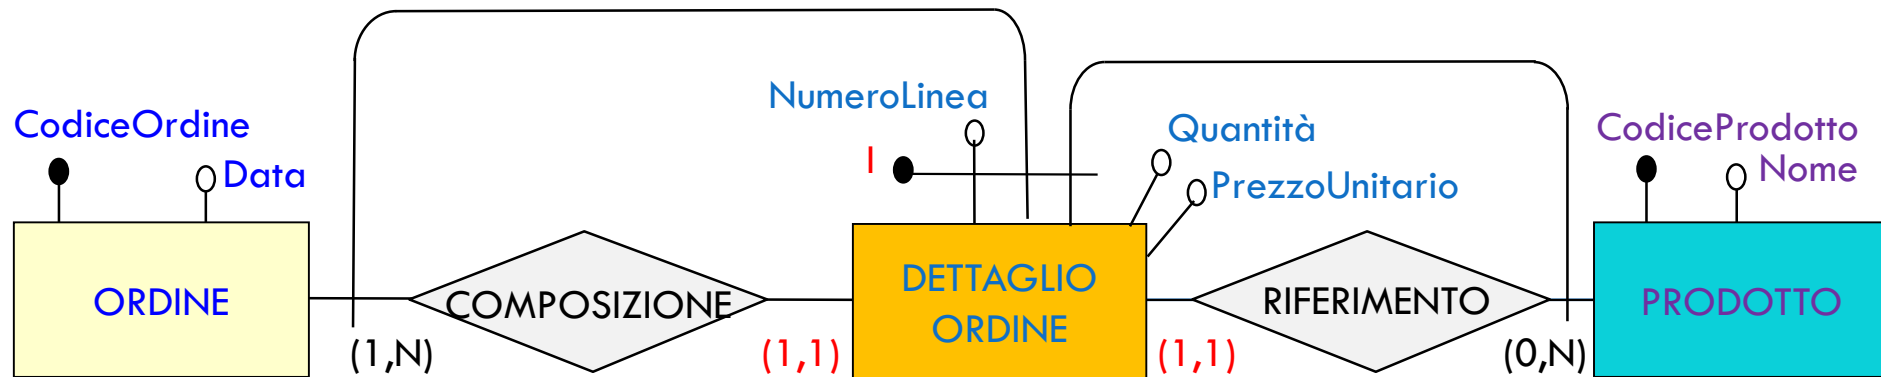 NumeroLinea
CodiceOrdine
Quantità
CodiceProdotto
I
Data
PrezzoUnitario
Nome
ORDINE
COMPOSIZIONE
DETTAGLIO
ORDINE
RIFERIMENTO
PRODOTTO
(1,N)
(1,1)
(1,1)
(0,N)